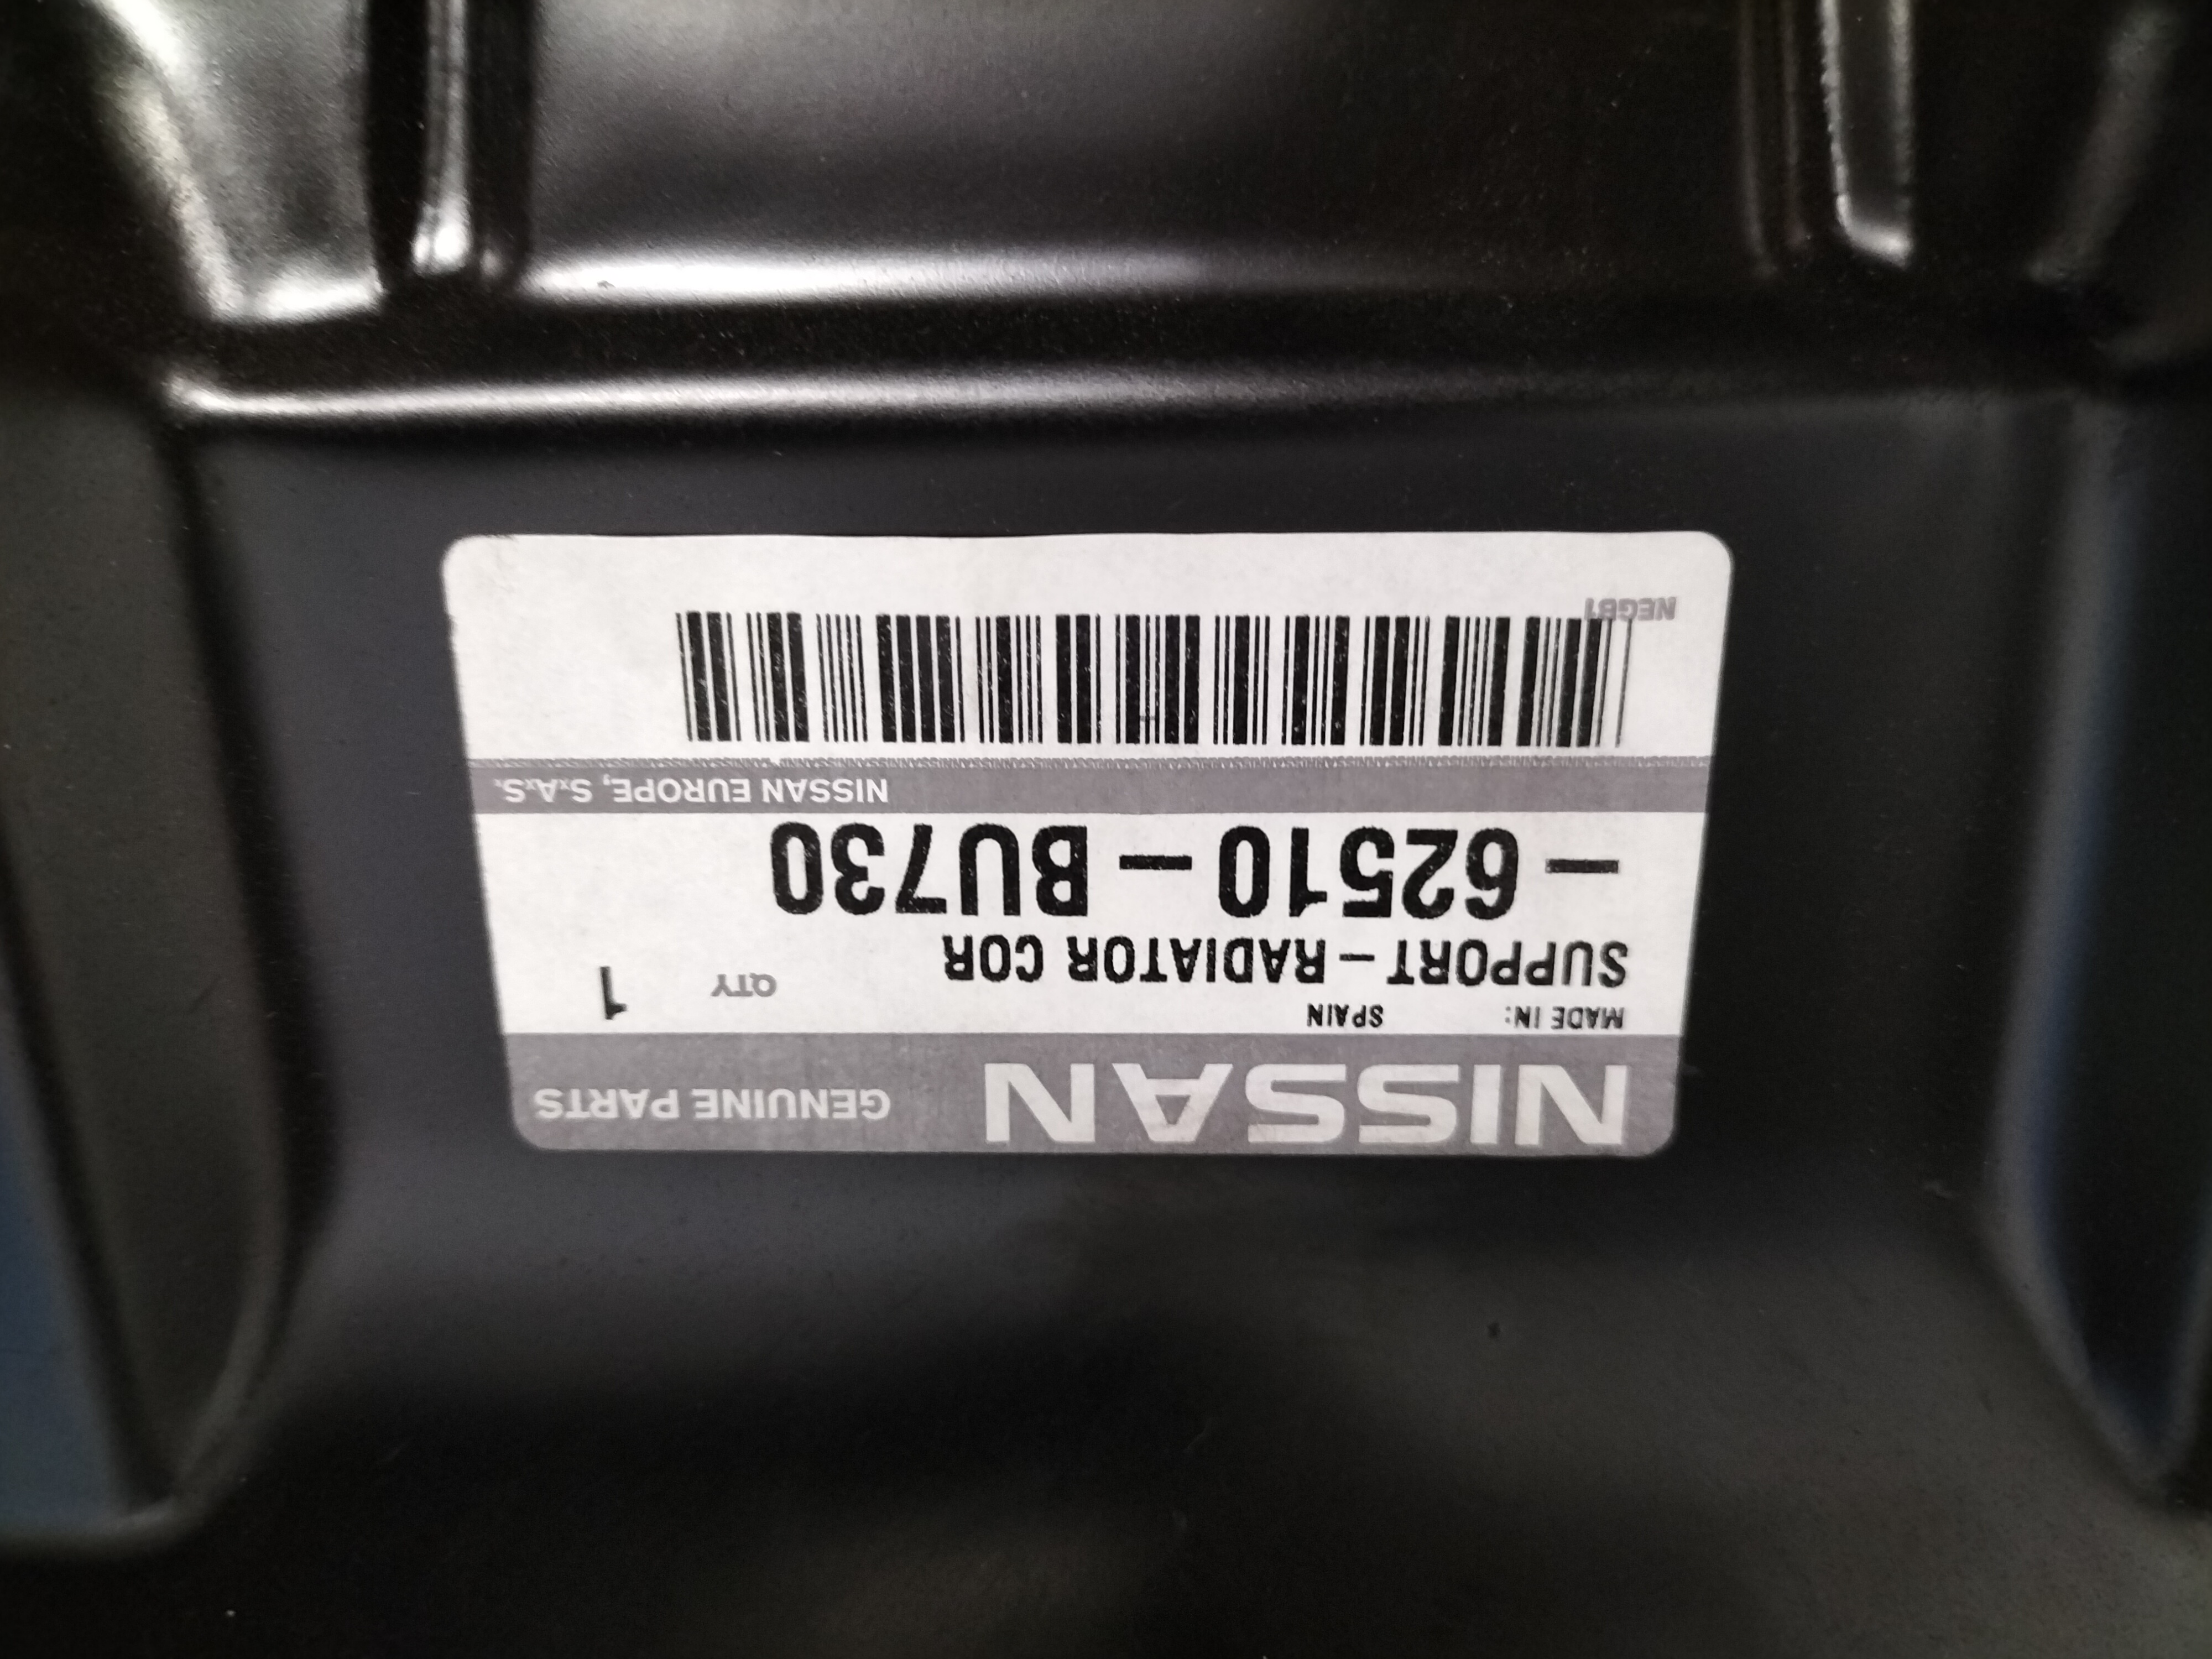 NISSAN GENUINE PARTS
MADE IN: SPAIN
SUPPORT-RADIATOR COR QTY 1
-62510-BU730
NISSAN EUROPE, S.A.S.
NEGB1